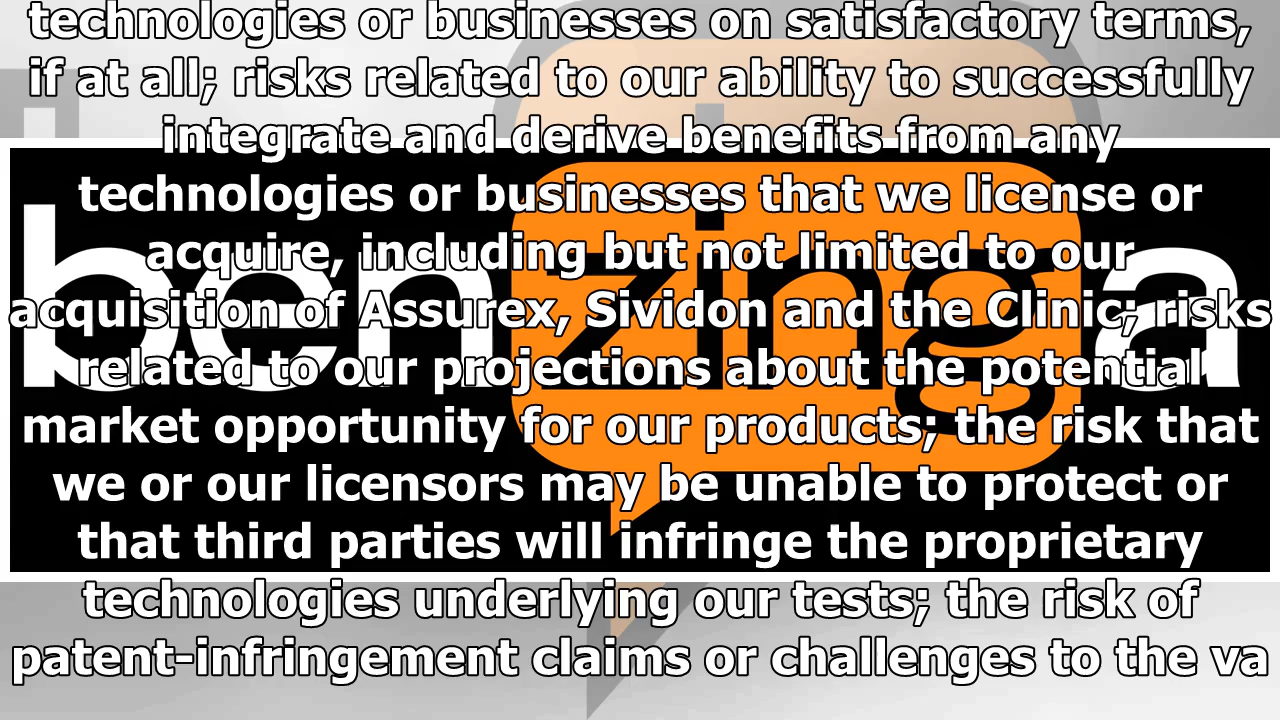 technologies or businesses on satisfactory terms,
if at all; risks related to our ability to successfully
integrate and derive benefits from any
technologies or businesses that we license or
acquire, including but not limited to our
acquisition of Assurex, Sividon and the Clinic; risks
related to our projections about the potential
market opportunity for our products; the risk that
we or our licensors may be unable to protect or
that third parties will infringe the proprietary
technologies underlying our tests; the risk of
patent-infringement claims or challenges to the va
benzinga